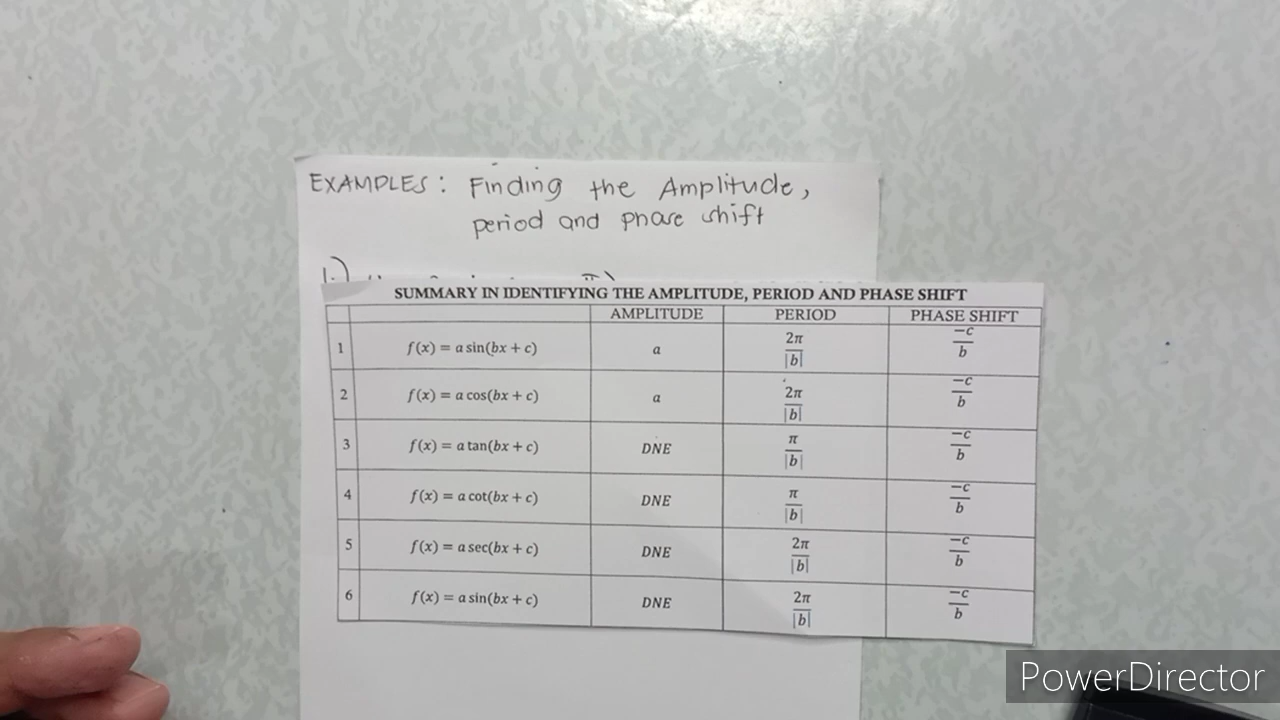 EXAMPLES: Finding the Amplitude,
period and phase shift
1.)
SUMMARY IN IDENTIFYING THE AMPLITUDE, PERIOD AND PHASE SHIFT
AMPLITUDE PERIOD PHASE SHIFT
1 f(x) = a sin(bx + c) a 2π/|b| −c/b
2 f(x) = a cos(bx + c) a 2π/|b| −c/b
3 f(x) = a tan(bx + c) DNE π/|b| −c/b
4 f(x) = a cot(bx + c) DNE π/|b| −c/b
5 f(x) = a sec(bx + c) DNE 2π/|b| −c/b
6 f(x) = a sin(bx + c) DNE 2π/|b| −c/b
PowerDirector